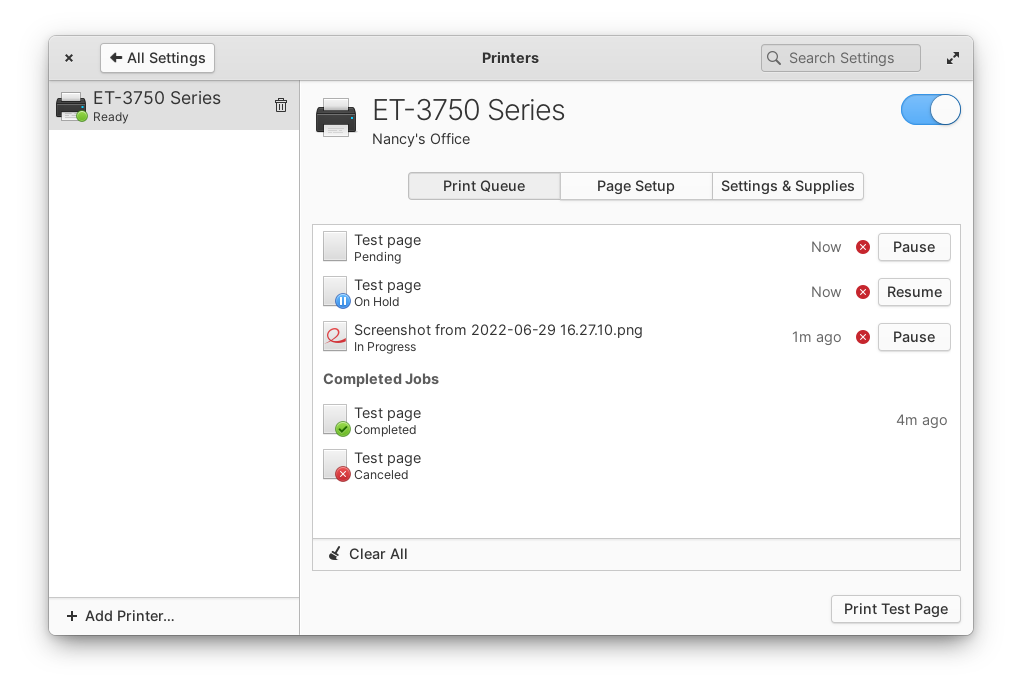 All Settings
Printers
Search Settings
ET-3750 Series
Ready
ET-3750 Series
Nancy's Office
Print Queue
Page Setup
Settings & Supplies
Test page
Pending
Now
Pause
Test page
On Hold
Now
Resume
Screenshot from 2022-06-29 16.27.10.png
In Progress
1m ago
Pause
Completed Jobs
Test page
Completed
4m ago
Test page
Canceled
Clear All
Add Printer...
Print Test Page